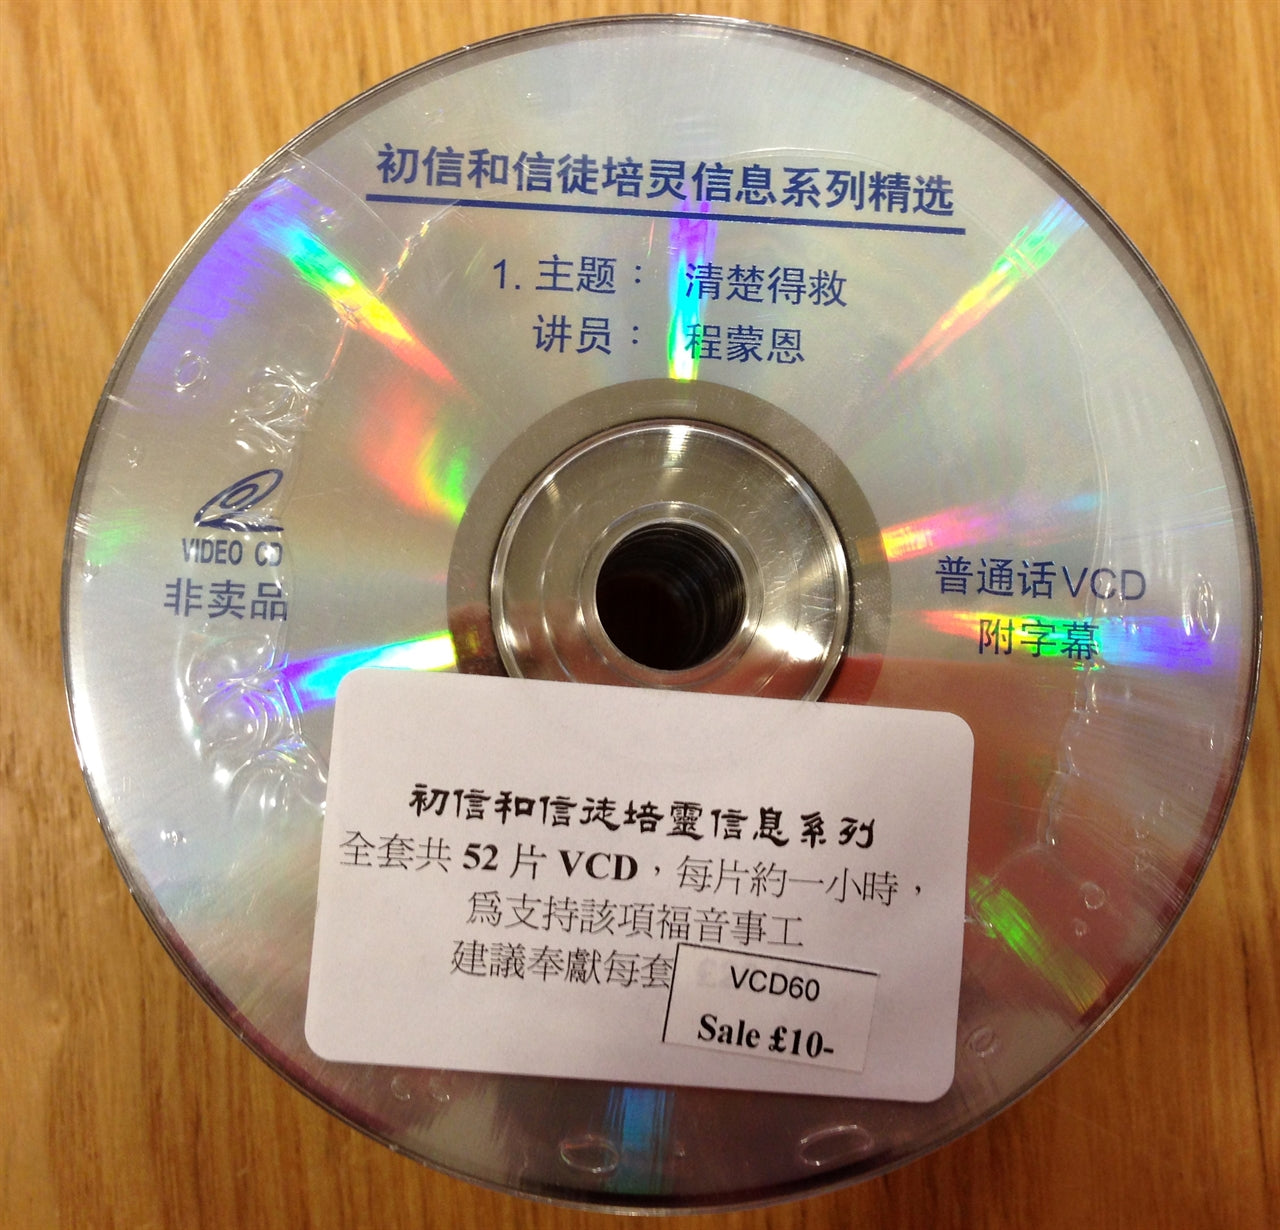 初信和信徒培灵信息系列精选
1. 主题： 清楚得救
讲员： 程蒙恩
VIDEO CD
非卖品
普通话VCD
附字幕
初信和信徒培靈信息系列
全套共 52 片 VCD，每片約一小時，
爲支持該項福音事工
建議奉獻每套
VCD60
Sale £10-